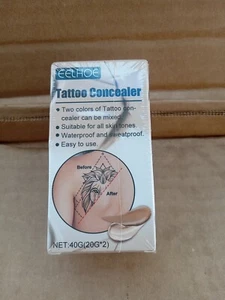 EELHOE
Tattoo Concealer
• Two colors of Tattoo con-
cealer can be mixed.
• Suitable for all skin tones
• Waterproof and sweatproof.
• Easy to use
Before
After
NET:40G(20G*2)